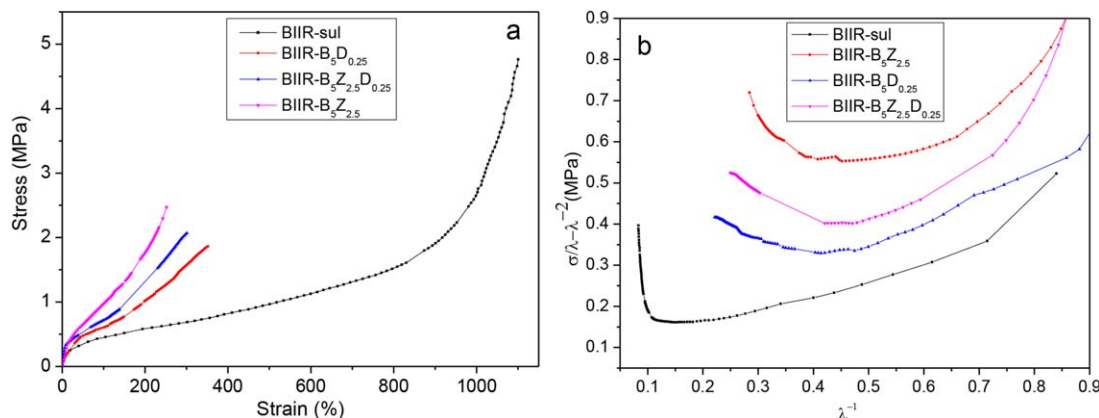 a
BIIR-sul
BIIR-B5D0.25
BIIR-B5Z2.5D0.25
BIIR-B5Z2.5
Stress (MPa)
5
4
3
2
1
0
0 200 400 600 800 1000
Strain (%)
b
BIIR-sul
BIIR-B5Z2.5
BIIR-B5D0.25
BIIR-B5Z2.5D0.25
σ/λ−λ−2(MPa)
0.9
0.8
0.7
0.6
0.5
0.4
0.3
0.2
0.1
0.1 0.2 0.3 0.4 0.5 0.6 0.7 0.8 0.9
λ−1